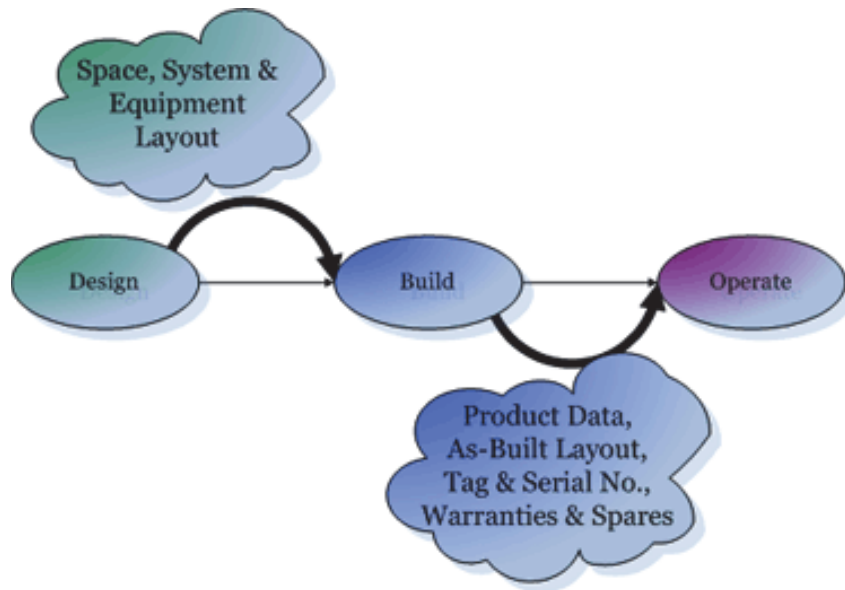 Space, System &
Equipment
Layout
Design
Build
Operate
Product Data,
As-Built Layout,
Tag & Serial No.,
Warranties & Spares